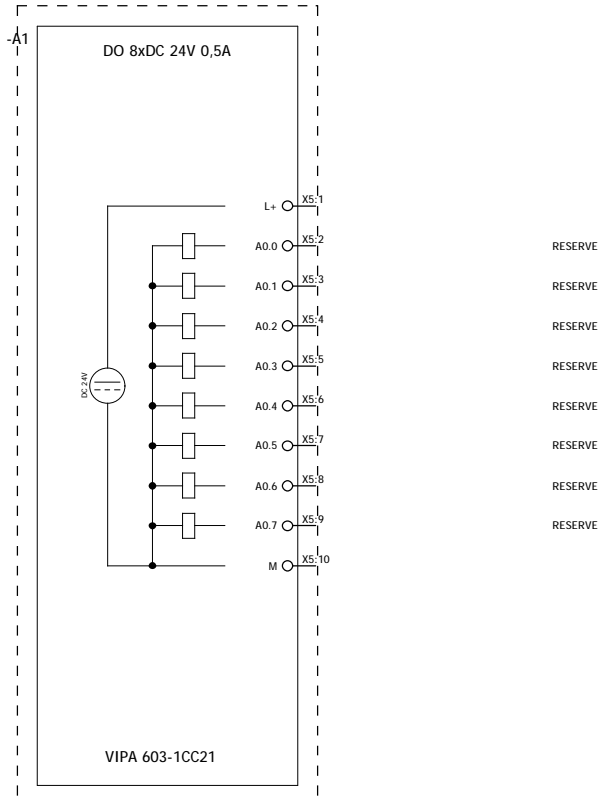 -A1
DO 8xDC 24V 0,5A
L+ X5:1
A0.0 X5:2 RESERVE
A0.1 X5:3 RESERVE
A0.2 X5:4 RESERVE
A0.3 X5:5 RESERVE
DC 24V
A0.4 X5:6 RESERVE
A0.5 X5:7 RESERVE
A0.6 X5:8 RESERVE
A0.7 X5:9 RESERVE
M X5:10
VIPA 603-1CC21